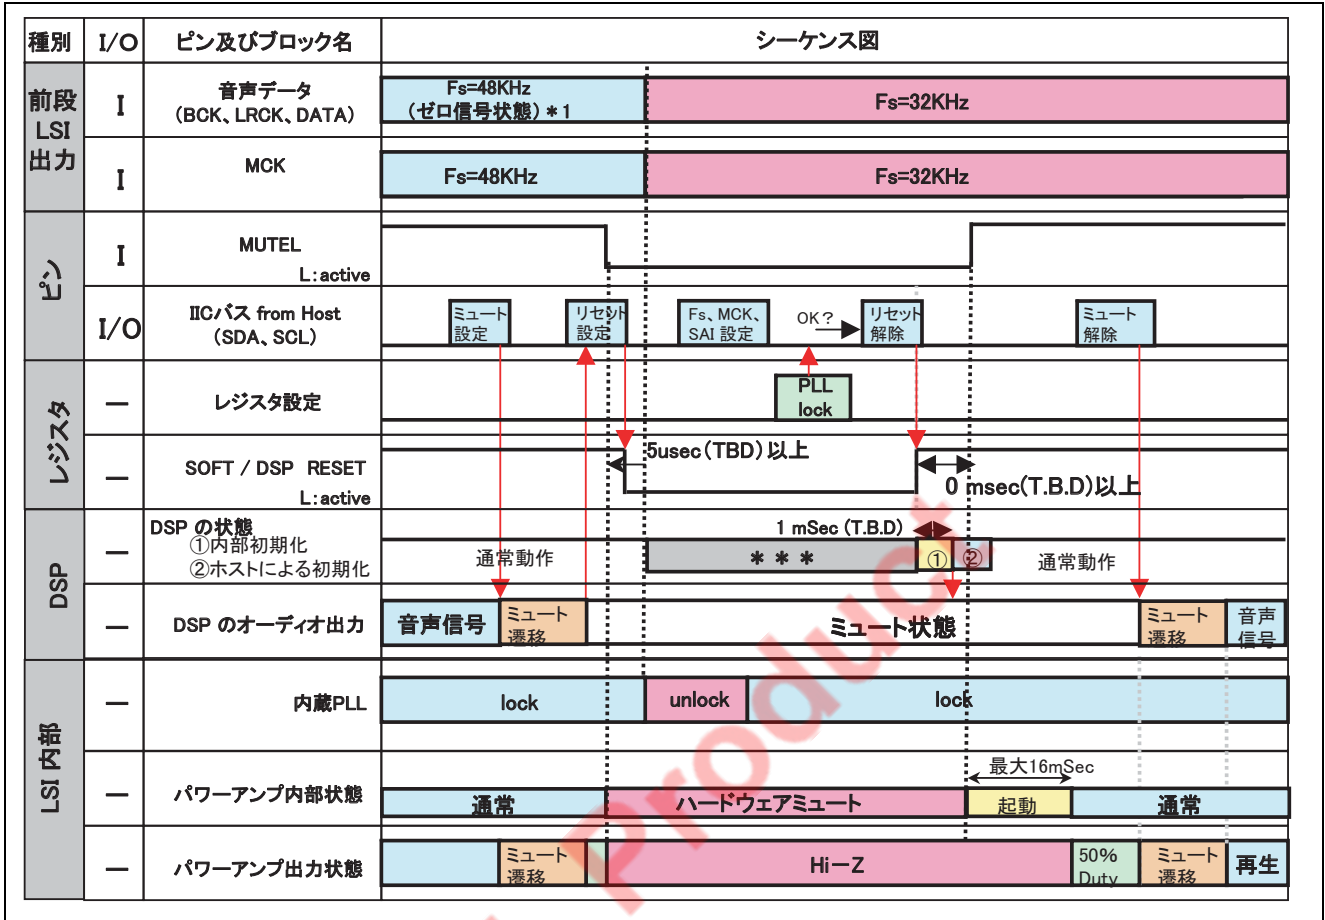 種別 I/O ピン及びブロック名 シーケンス図
前段
LSI
出力
I
音声データ
(BCK、LRCK、DATA)
Fs=48KHz
(ゼロ信号状態)*1
Fs=32KHz
I
MCK
Fs=48KHz
Fs=32KHz
ピン
I
MUTEL
L:active
I/O
IICバス from Host
(SDA、SCL)
ミュート
設定
リセット
設定
Fs、MCK、
SAI 設定
OK?
リセット
解除
ミュート
解除
レジスタ
—
レジスタ設定
PLL
lock
—
SOFT / DSP RESET
L:active
5usec(TBD)以上
0 msec(T.B.D)以上
DSP
—
DSP の状態
①内部初期化
②ホストによる初期化
通常動作
***
1 mSec (T.B.D)
①
②
通常動作
—
DSP のオーディオ出力
音声信号
ミュート
遷移
ミュート状態
ミュート
遷移
音声
信号
LSI 内部
—
内蔵PLL
lock
unlock
lock
—
パワーアンプ内部状態
通常
ハードウェアミュート
最大16mSec
起動
通常
—
パワーアンプ出力状態
ミュート
遷移
Hi-Z
50%
Duty
ミュート
遷移
再生
Product